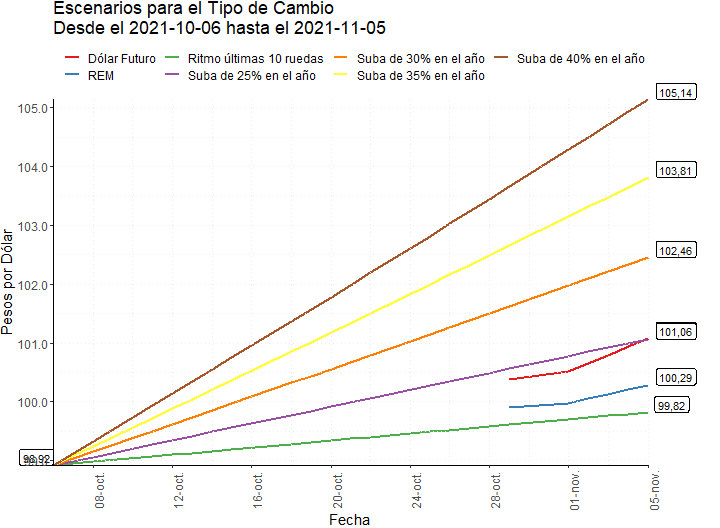 Escenarios para el Tipo de Cambio
Desde el 2021-10-06 hasta el 2021-11-05
Dólar Futuro
Ritmo últimas 10 ruedas
Suba de 30% en el año
Suba de 40% en el año
REM
Suba de 25% en el año
Suba de 35% en el año
105,14
105.0
104.0
103,81
103.0
102,46
102.0
101,06
101.0
100,29
100.0
99,82
98,92
Pesos por Dólar
08-oct.
12-oct.
16-oct.
20-oct.
24-oct.
28-oct.
01-nov.
05-nov.
Fecha